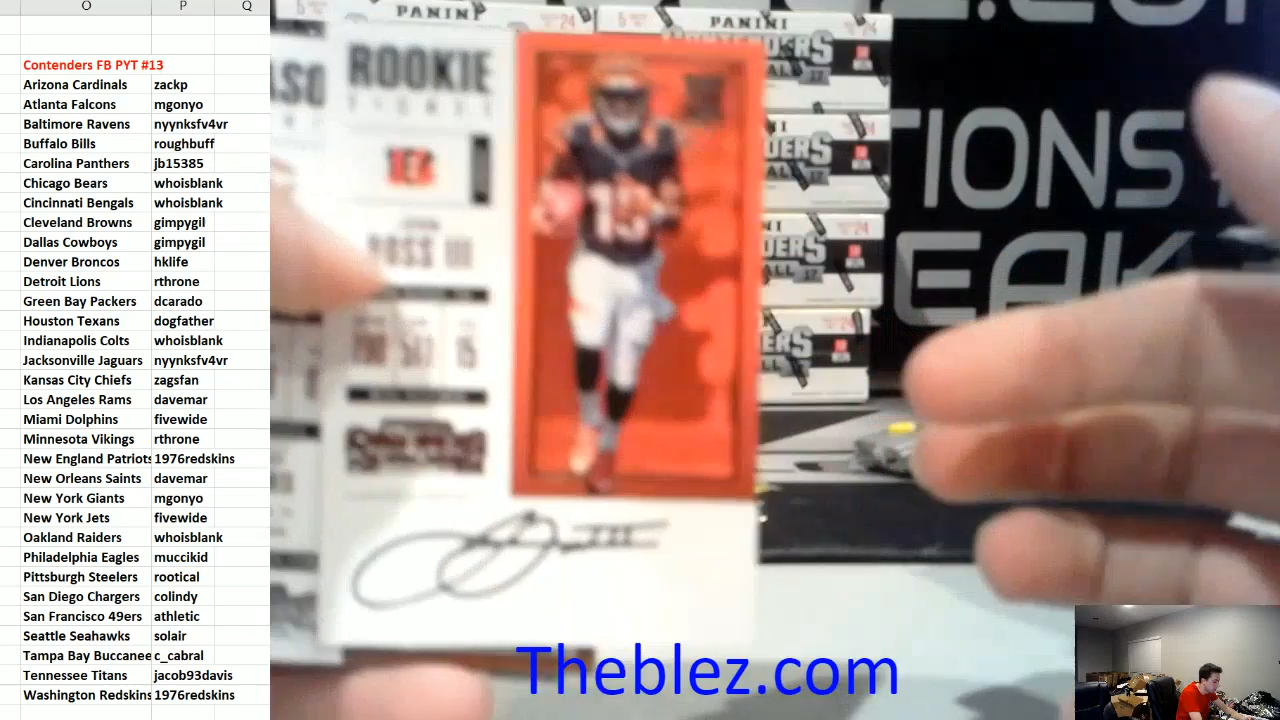 O P Q
Contenders FB PYT #13
Arizona Cardinals zackp
Atlanta Falcons mgonyo
Baltimore Ravens nyynksfv4vr
Buffalo Bills roughbuff
Carolina Panthers jb15385
Chicago Bears whoisblank
Cincinnati Bengals whoisblank
Cleveland Browns gimpygil
Dallas Cowboys gimpygil
Denver Broncos hklife
Detroit Lions rthrone
Green Bay Packers dcarado
Houston Texans dogfather
Indianapolis Colts whoisblank
Jacksonville Jaguars nyynksfv4vr
Kansas City Chiefs zagsfan
Los Angeles Rams davemar
Miami Dolphins fivewide
Minnesota Vikings rthrone
New England Patriots 1976redskins
New Orleans Saints davemar
New York Giants mgonyo
New York Jets fivewide
Oakland Raiders whoisblank
Philadelphia Eagles muccikid
Pittsburgh Steelers rootical
San Diego Chargers colindy
San Francisco 49ers athletic
Seattle Seahawks solair
Tampa Bay Buccanee c_cabral
Tennessee Titans jacob93davis
Washington Redskins 1976redskins
PANINI
PANINI
ROOKIE
ROSS III
15
TIONS
EAK
Theblez.com